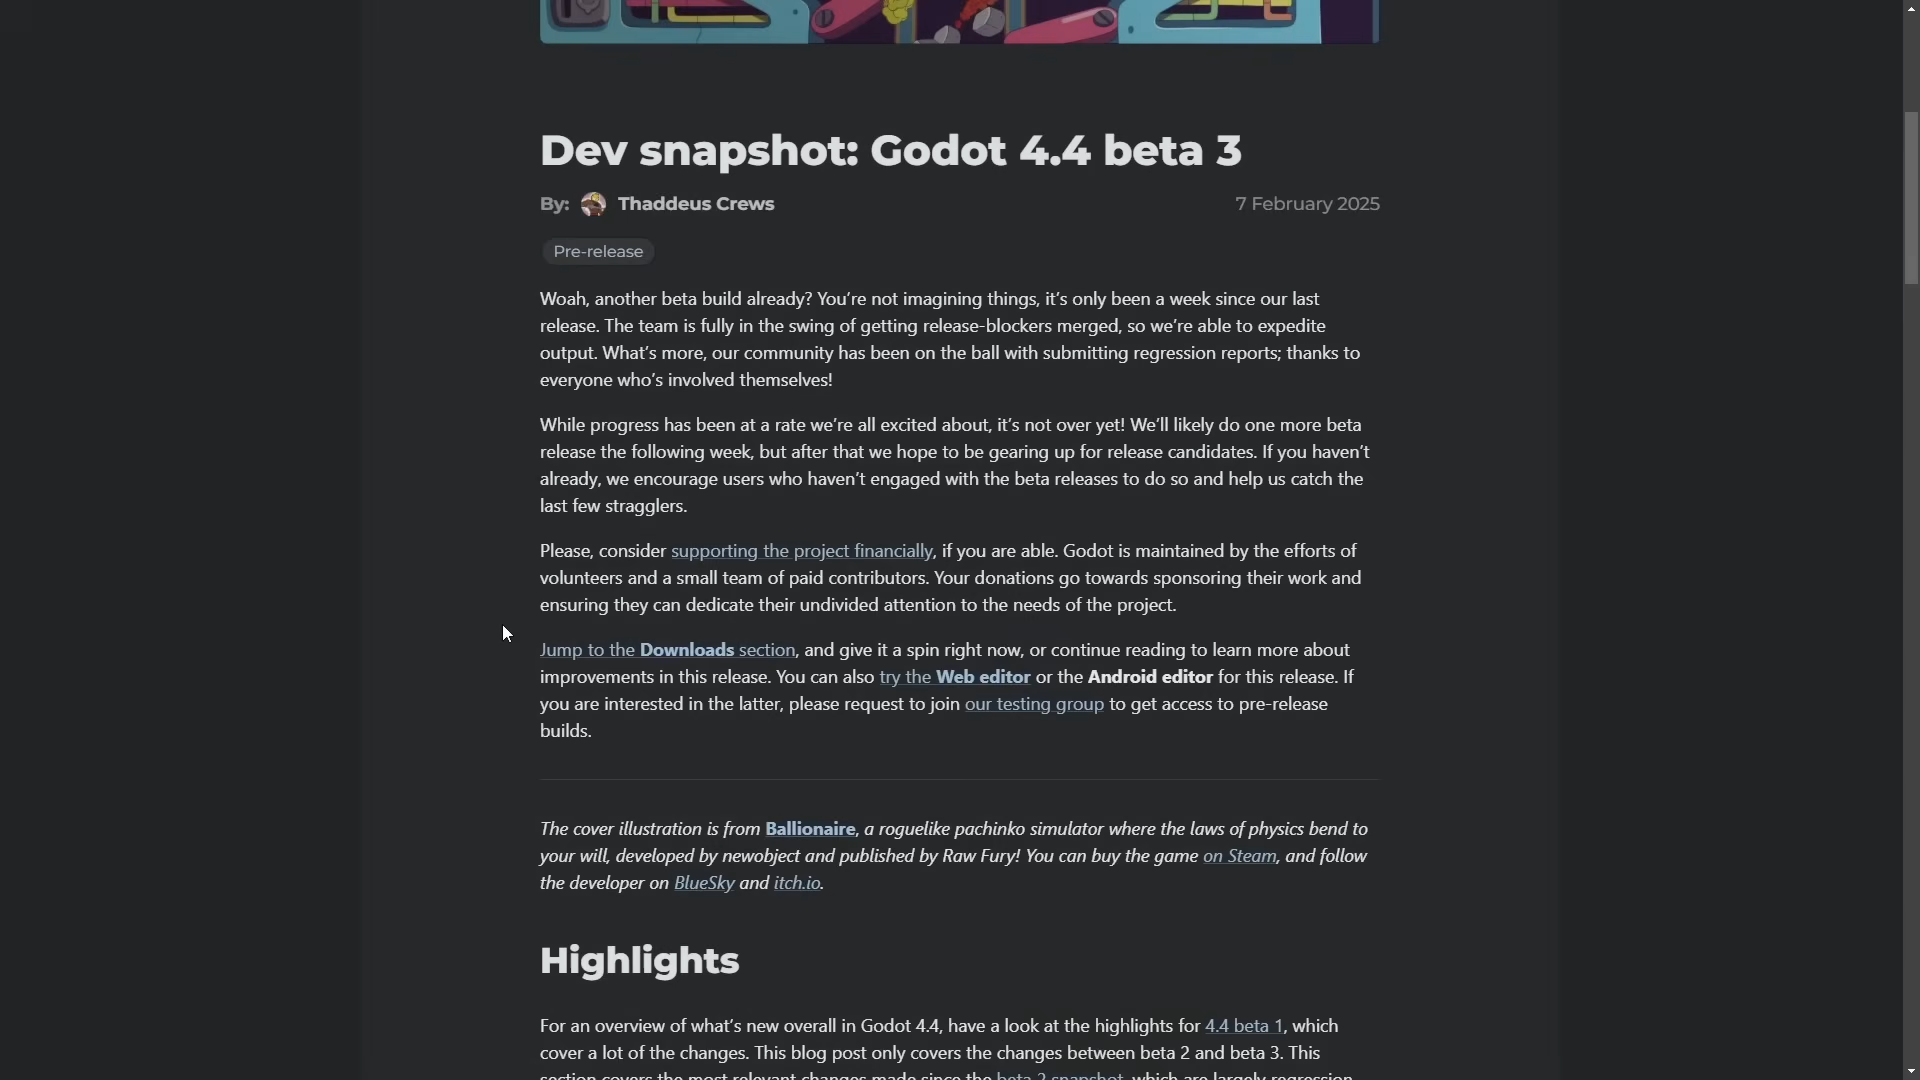 Dev snapshot: Godot 4.4 beta 3
By: Thaddeus Crews 7 February 2025
Pre-release
Woah, another beta build already? You’re not imagining things, it’s only been a week since our last
release. The team is fully in the swing of getting release-blockers merged, so we’re able to expedite
output. What’s more, our community has been on the ball with submitting regression reports; thanks to
everyone who’s involved themselves!
While progress has been at a rate we’re all excited about, it’s not over yet! We’ll likely do one more beta
release the following week, but after that we hope to be gearing up for release candidates. If you haven’t
already, we encourage users who haven’t engaged with the beta releases to do so and help us catch the
last few stragglers.
Please, consider supporting the project financially, if you are able. Godot is maintained by the efforts of
volunteers and a small team of paid contributors. Your donations go towards sponsoring their work and
ensuring they can dedicate their undivided attention to the needs of the project.
Jump to the Downloads section, and give it a spin right now, or continue reading to learn more about
improvements in this release. You can also try the Web editor or the Android editor for this release. If
you are interested in the latter, please request to join our testing group to get access to pre-release
builds.
The cover illustration is from Ballionaire, a roguelike pachinko simulator where the laws of physics bend to
your will, developed by newobject and published by Raw Fury! You can buy the game on Steam, and follow
the developer on BlueSky and itch.io.
Highlights
For an overview of what’s new overall in Godot 4.4, have a look at the highlights for 4.4 beta 1, which
cover a lot of the changes. This blog post only covers the changes between beta 2 and beta 3. This
section covers the most relevant changes made since the beta 2 snapshot, which are largely regression